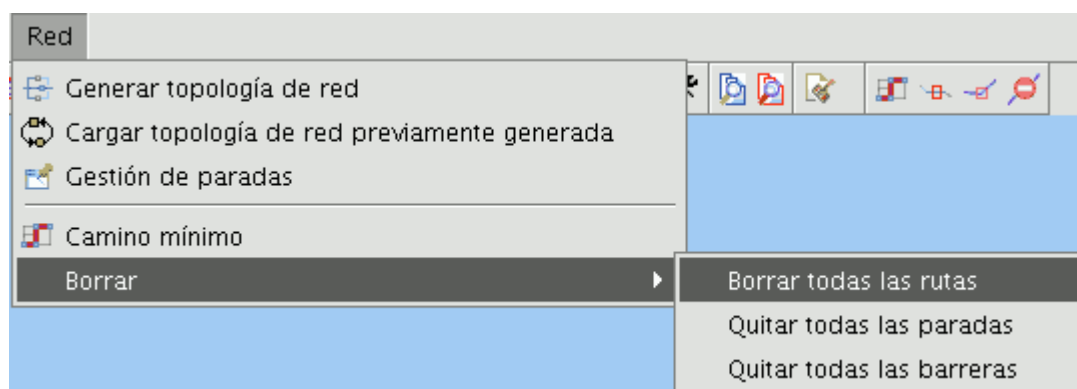 Red
Generar topología de red
Cargar topología de red previamente generada
Gestión de paradas
Camino mínimo
Borrar
Borrar todas las rutas
Quitar todas las paradas
Quitar todas las barreras